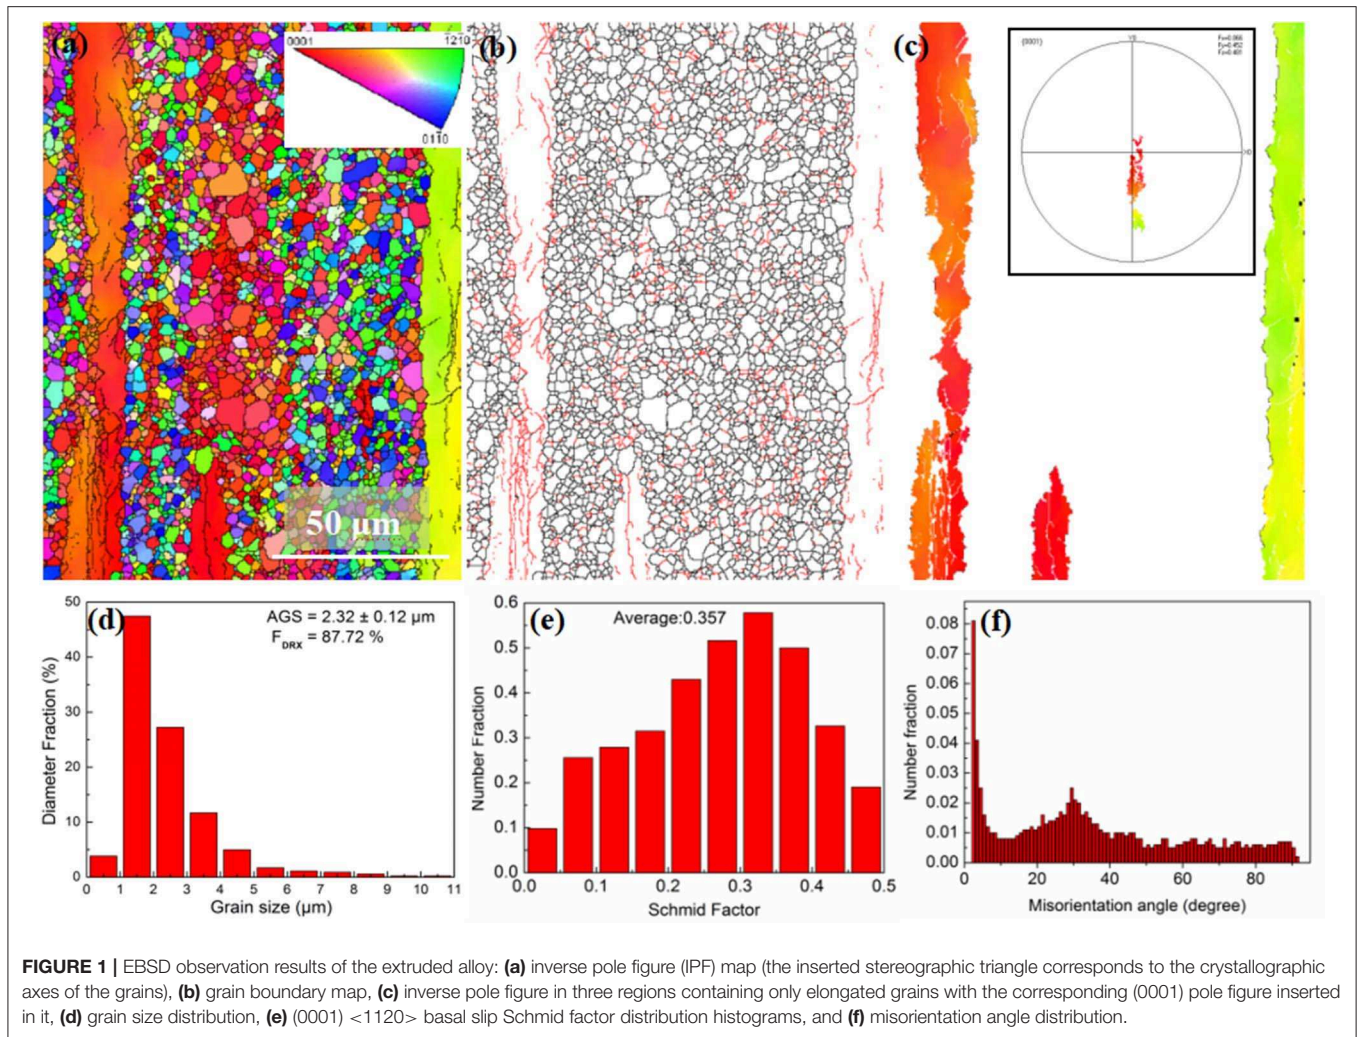 (a)
0001
1̅21̅0
011̅0
50 μm
(b)
(c)
(0001)
Y0
X0
(d)
AGS = 2.32 ± 0.12 μm
F_DRX = 87.72 %
Diameter Fraction (%)
50
40
30
20
10
0
0 1 2 3 4 5 6 7 8 9 10 11
Grain size (μm)
(e)
Average:0.357
Number Fraction
0.6
0.5
0.4
0.3
0.2
0.1
0.0
0.0 0.1 0.2 0.3 0.4 0.5
Schmid Factor
(f)
Number fraction
0.08
0.07
0.06
0.05
0.04
0.03
0.02
0.01
0.00
0 20 40 60 80
Misorientation angle (degree)
FIGURE 1 | EBSD observation results of the extruded alloy: (a) inverse pole figure (IPF) map (the inserted stereographic triangle corresponds to the crystallographic
axes of the grains), (b) grain boundary map, (c) inverse pole figure in three regions containing only elongated grains with the corresponding (0001) pole figure inserted
in it, (d) grain size distribution, (e) (0001) <1120> basal slip Schmid factor distribution histograms, and (f) misorientation angle distribution.